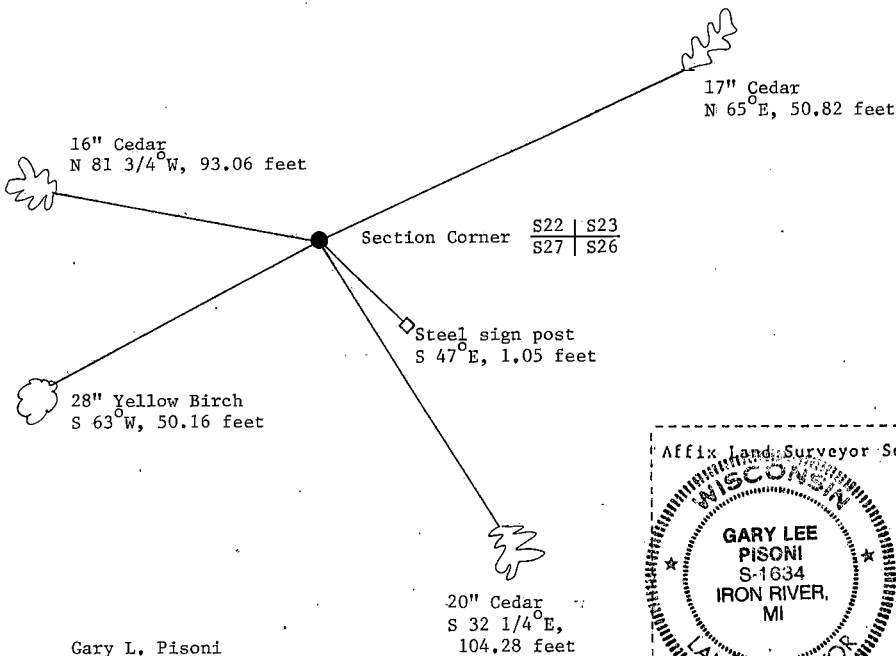 17" Cedar
N 65°E, 50.82 feet
16" Cedar
N 81 3/4°W, 93.06 feet
Section Corner
S22 | S23
S27 | S26
Steel sign post
S 47°E, 1.05 feet
28" Yellow Birch
S 63°W, 50.16 feet
20" Cedar
S 32 1/4°E,
104.28 feet
Gary L. Pisoni
Affix Land Surveyor Se
WISCONSIN
GARY LEE
PISONI
S-1634
IRON RIVER,
MI